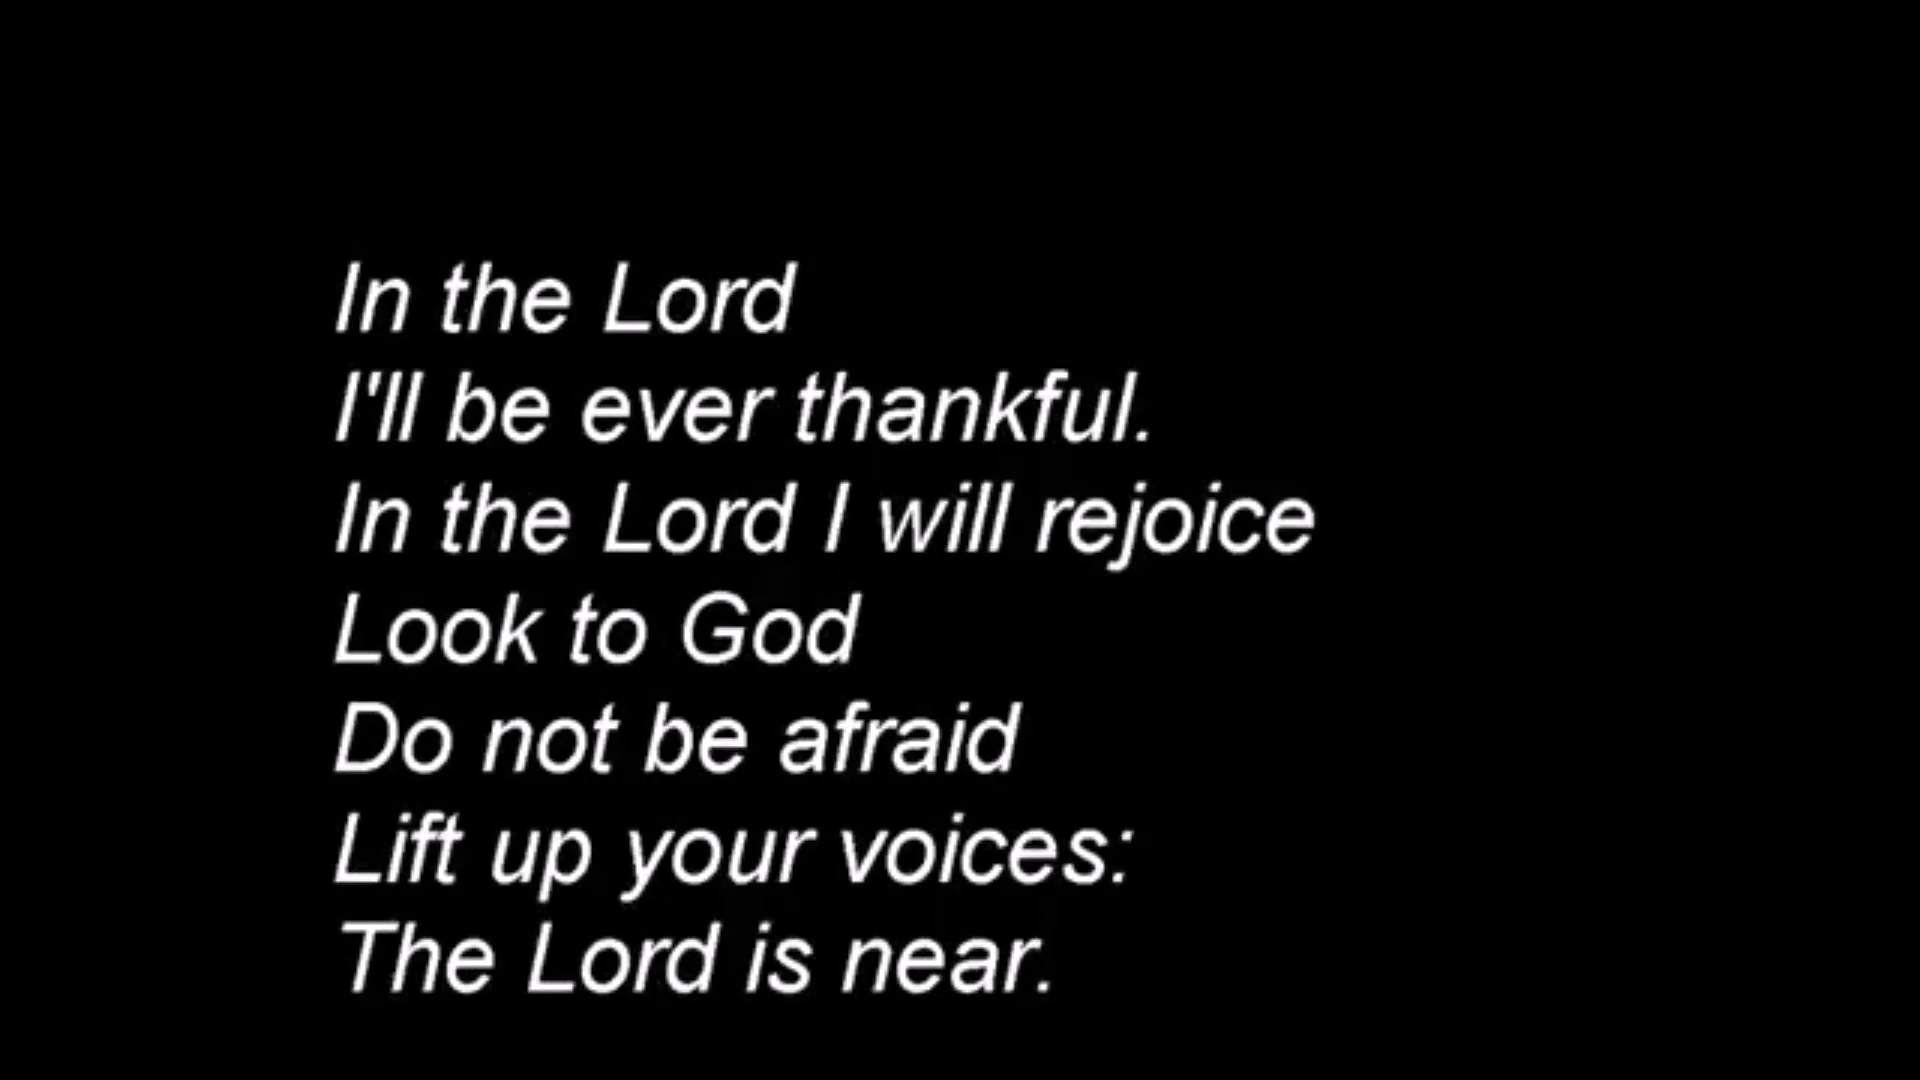 In the Lord
I'll be ever thankful.
In the Lord I will rejoice
Look to God
Do not be afraid
Lift up your voices:
The Lord is near.